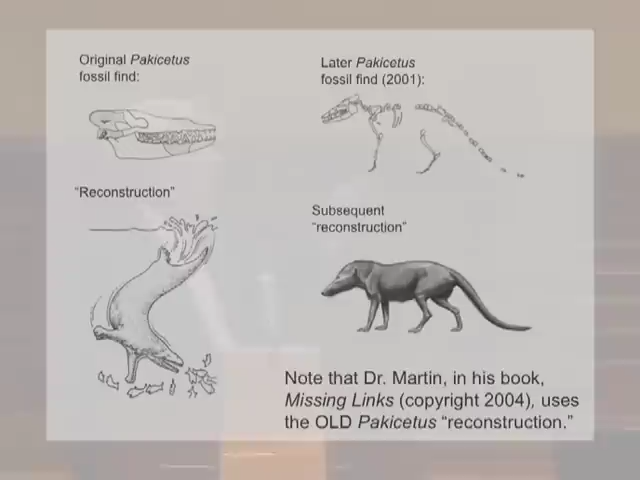 Original Pakicetus
fossil find:
Later Pakicetus
fossil find (2001):
“Reconstruction”
Subsequent
“reconstruction”
Note that Dr. Martin, in his book,
Missing Links (copyright 2004), uses
the OLD Pakicetus “reconstruction.”